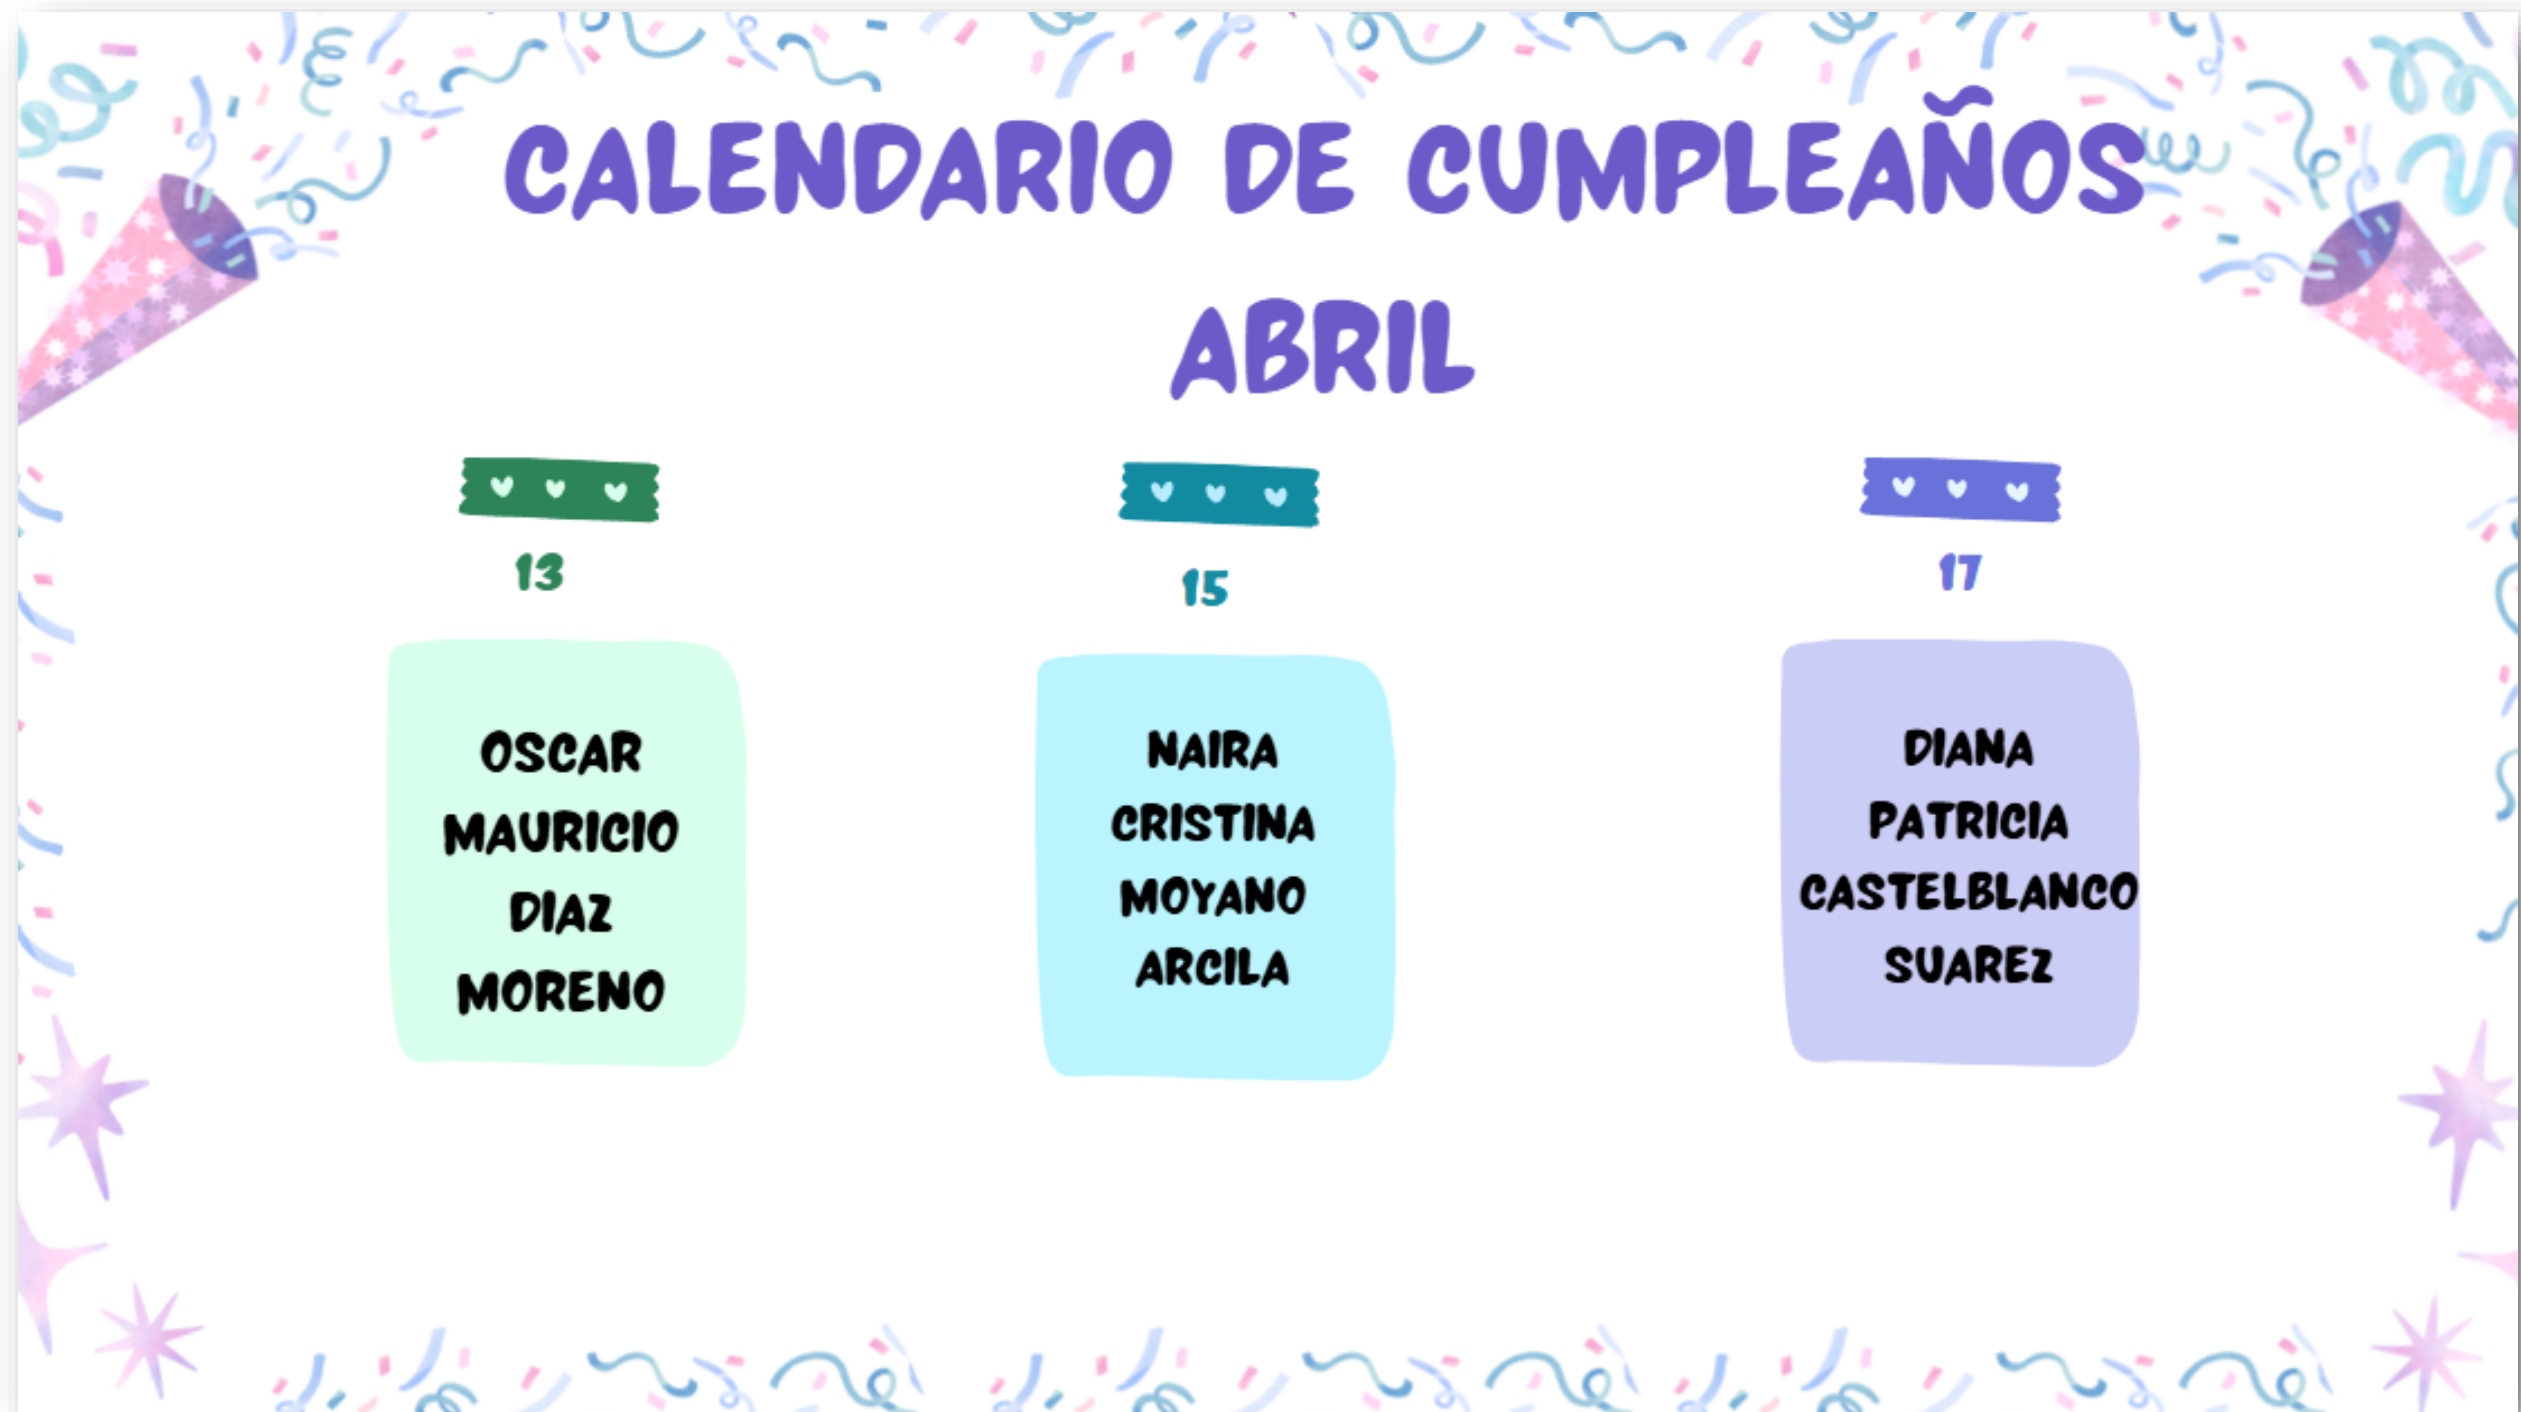 CALENDARIO DE CUMPLEAÑOS
ABRIL
13
OSCAR
MAURICIO
DIAZ
MORENO
15
NAIRA
CRISTINA
MOYANO
ARCILA
17
DIANA
PATRICIA
CASTELBLANCO
SUAREZ